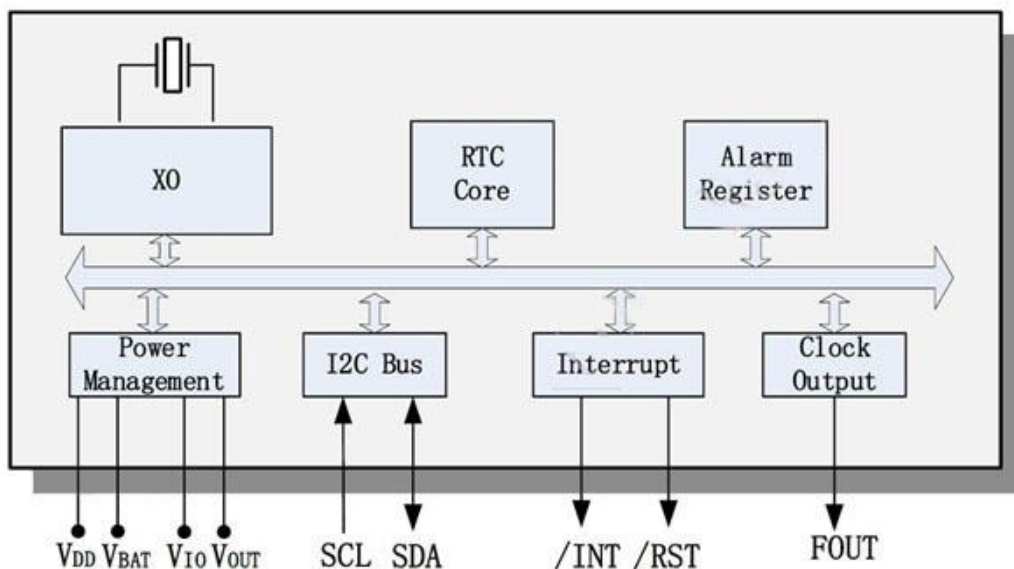 XO
RTC
Core
Alarm
Register
Power
Management
I2C Bus
Interrupt
Clock
Output
VDD VBAT VIO VOUT SCL SDA /INT /RST FOUT